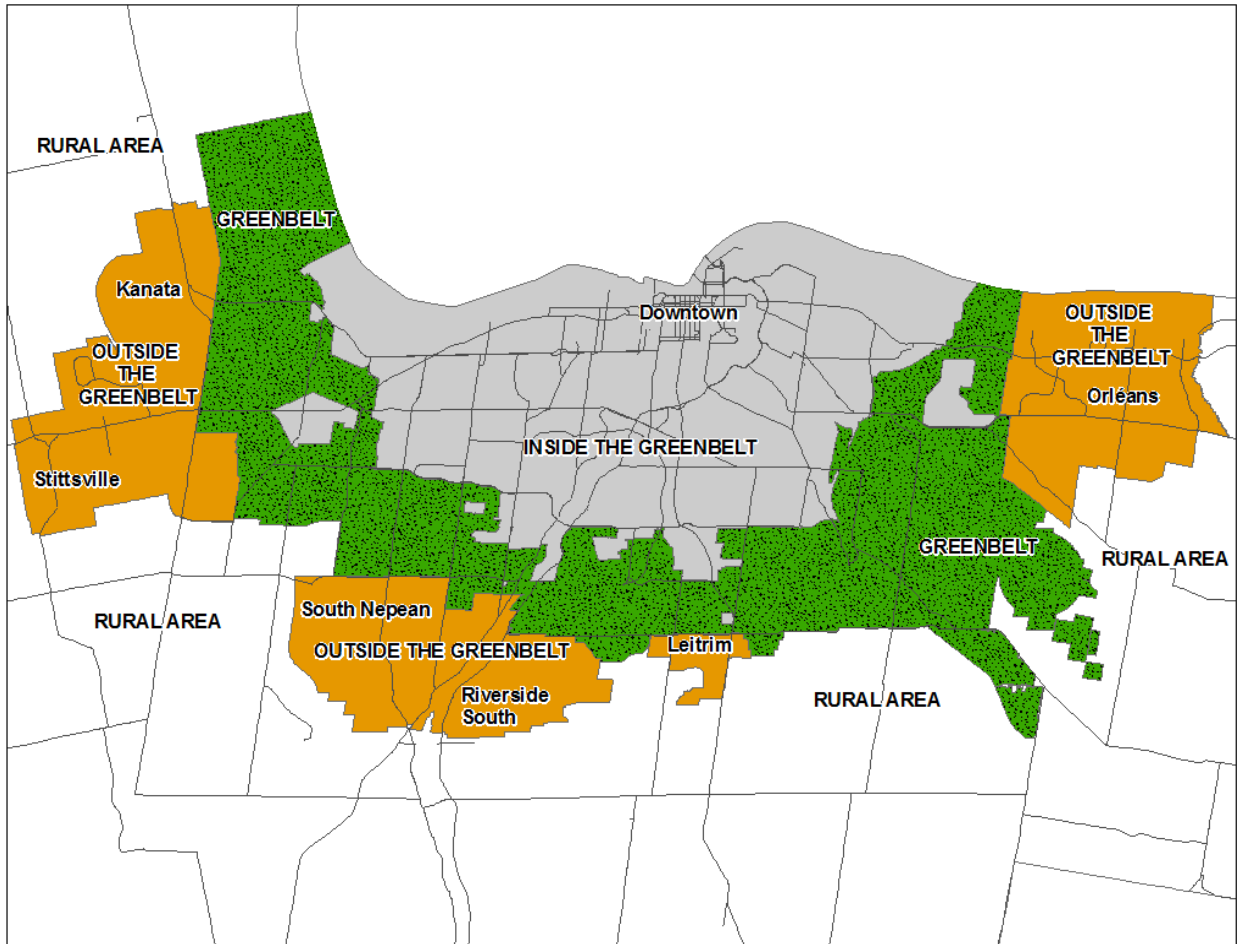 RURAL AREA
GREENBELT
Kanata
Downtown
OUTSIDE
THE
GREENBELT
Orléans
OUTSIDE
THE
GREENBELT
INSIDE THE GREENBELT
Stittsville
GREENBELT
RURAL AREA
South Nepean
RURAL AREA
OUTSIDE THE GREENBELT
Leitrim
Riverside
South
RURAL AREA